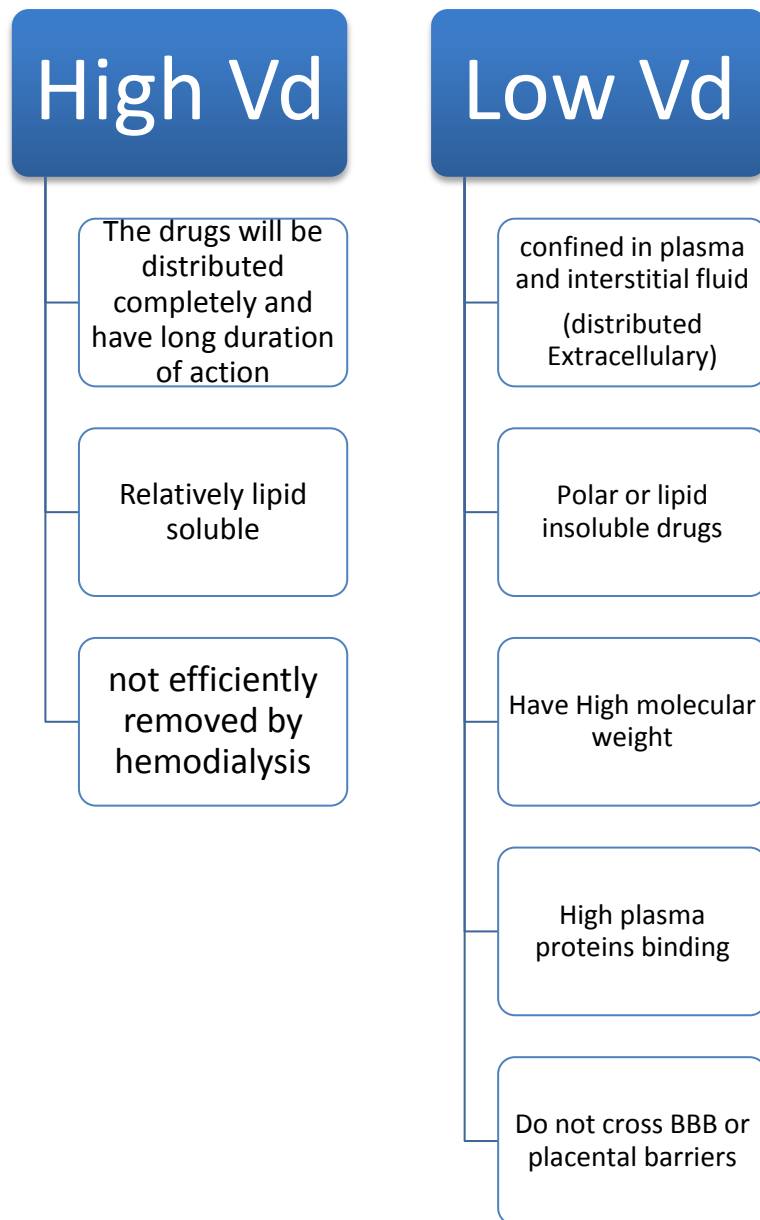 High Vd
The drugs will be
distributed
completely and
have long duration
of action
Relatively lipid
soluble
not efficiently
removed by
hemodialysis
Low Vd
confined in plasma
and interstitial fluid
(distributed
Extracellulary)
Polar or lipid
insoluble drugs
Have High molecular
weight
High plasma
proteins binding
Do not cross BBB or
placental barriers